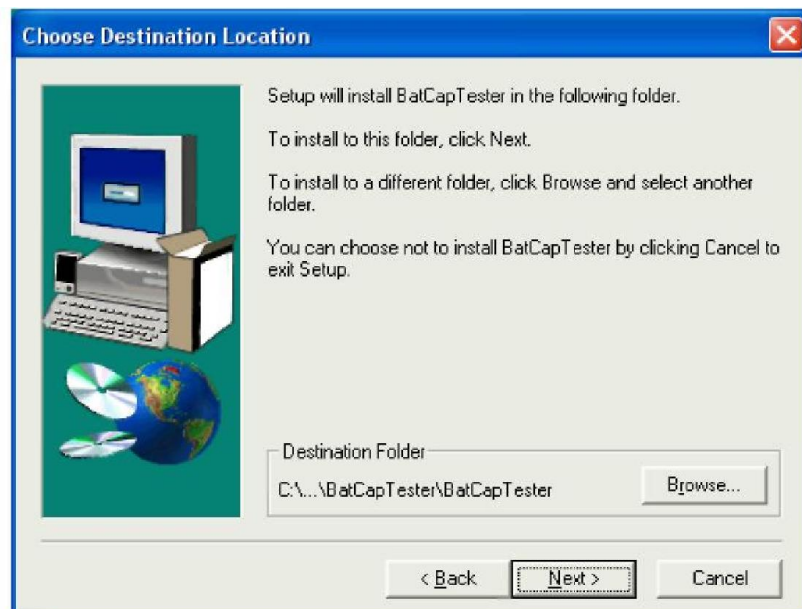 Choose Destination Location
Setup will install BatCapTester in the following folder.
To install to this folder, click Next.
To install to a different folder, click Browse and select another
folder.
You can choose not to install BatCapTester by clicking Cancel to
exit Setup.
Destination Folder
C:\...\BatCapTester\BatCapTester
Browse...
< Back
Next >
Cancel